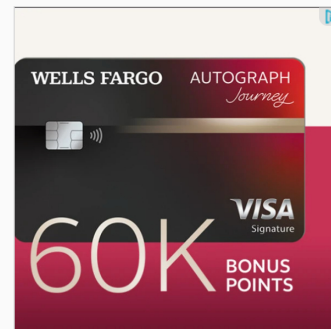 WELLS FARGO
AUTOGRAPH
Journey
VISA
Signature
60K
BONUS
POINTS